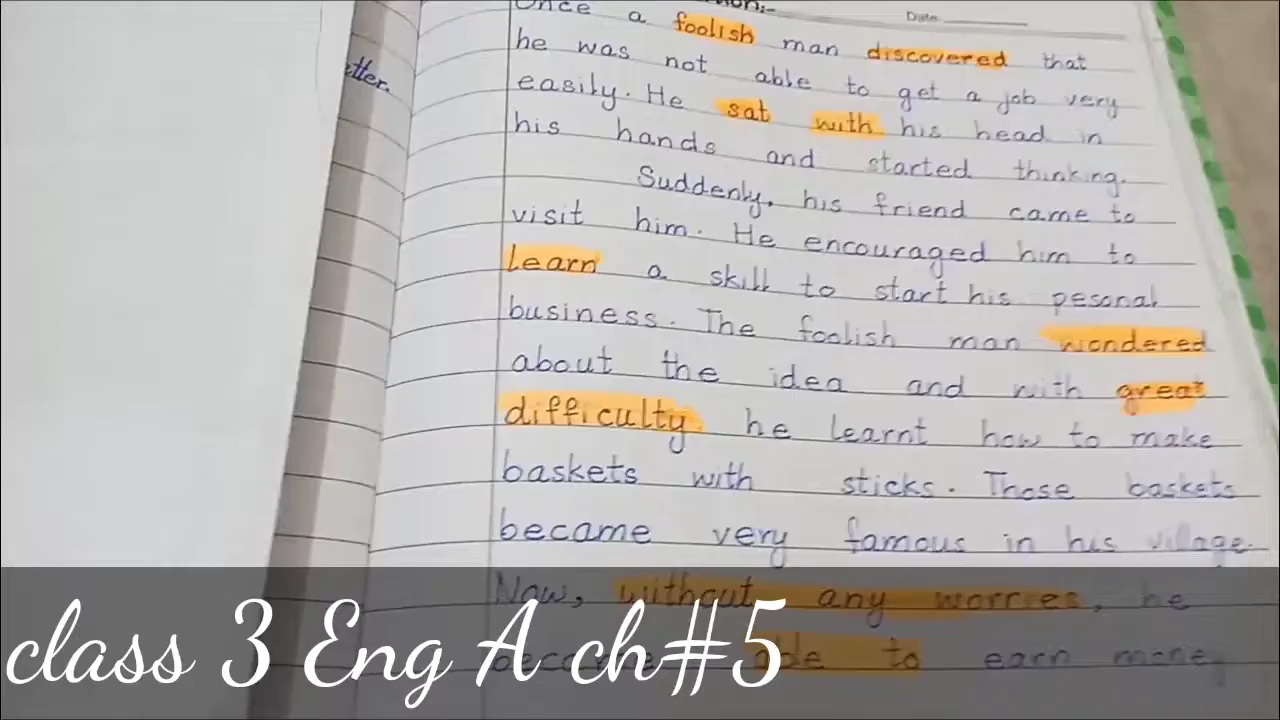 Date
Once a foolish man discovered that
he was not able to get a job very
easily. He sat with his head in
his hands and started thinking.
Suddenly, his friend came to
visit him. He encouraged him to
learn a skill to start his pesonal
business. The foolish man wondered
about the idea and with great
difficulty. he learnt how to make
baskets with sticks. Those baskets
became very famous in his village.
Now, without any worries, he
became able to earn money
etter.
class 3 Eng A ch#5